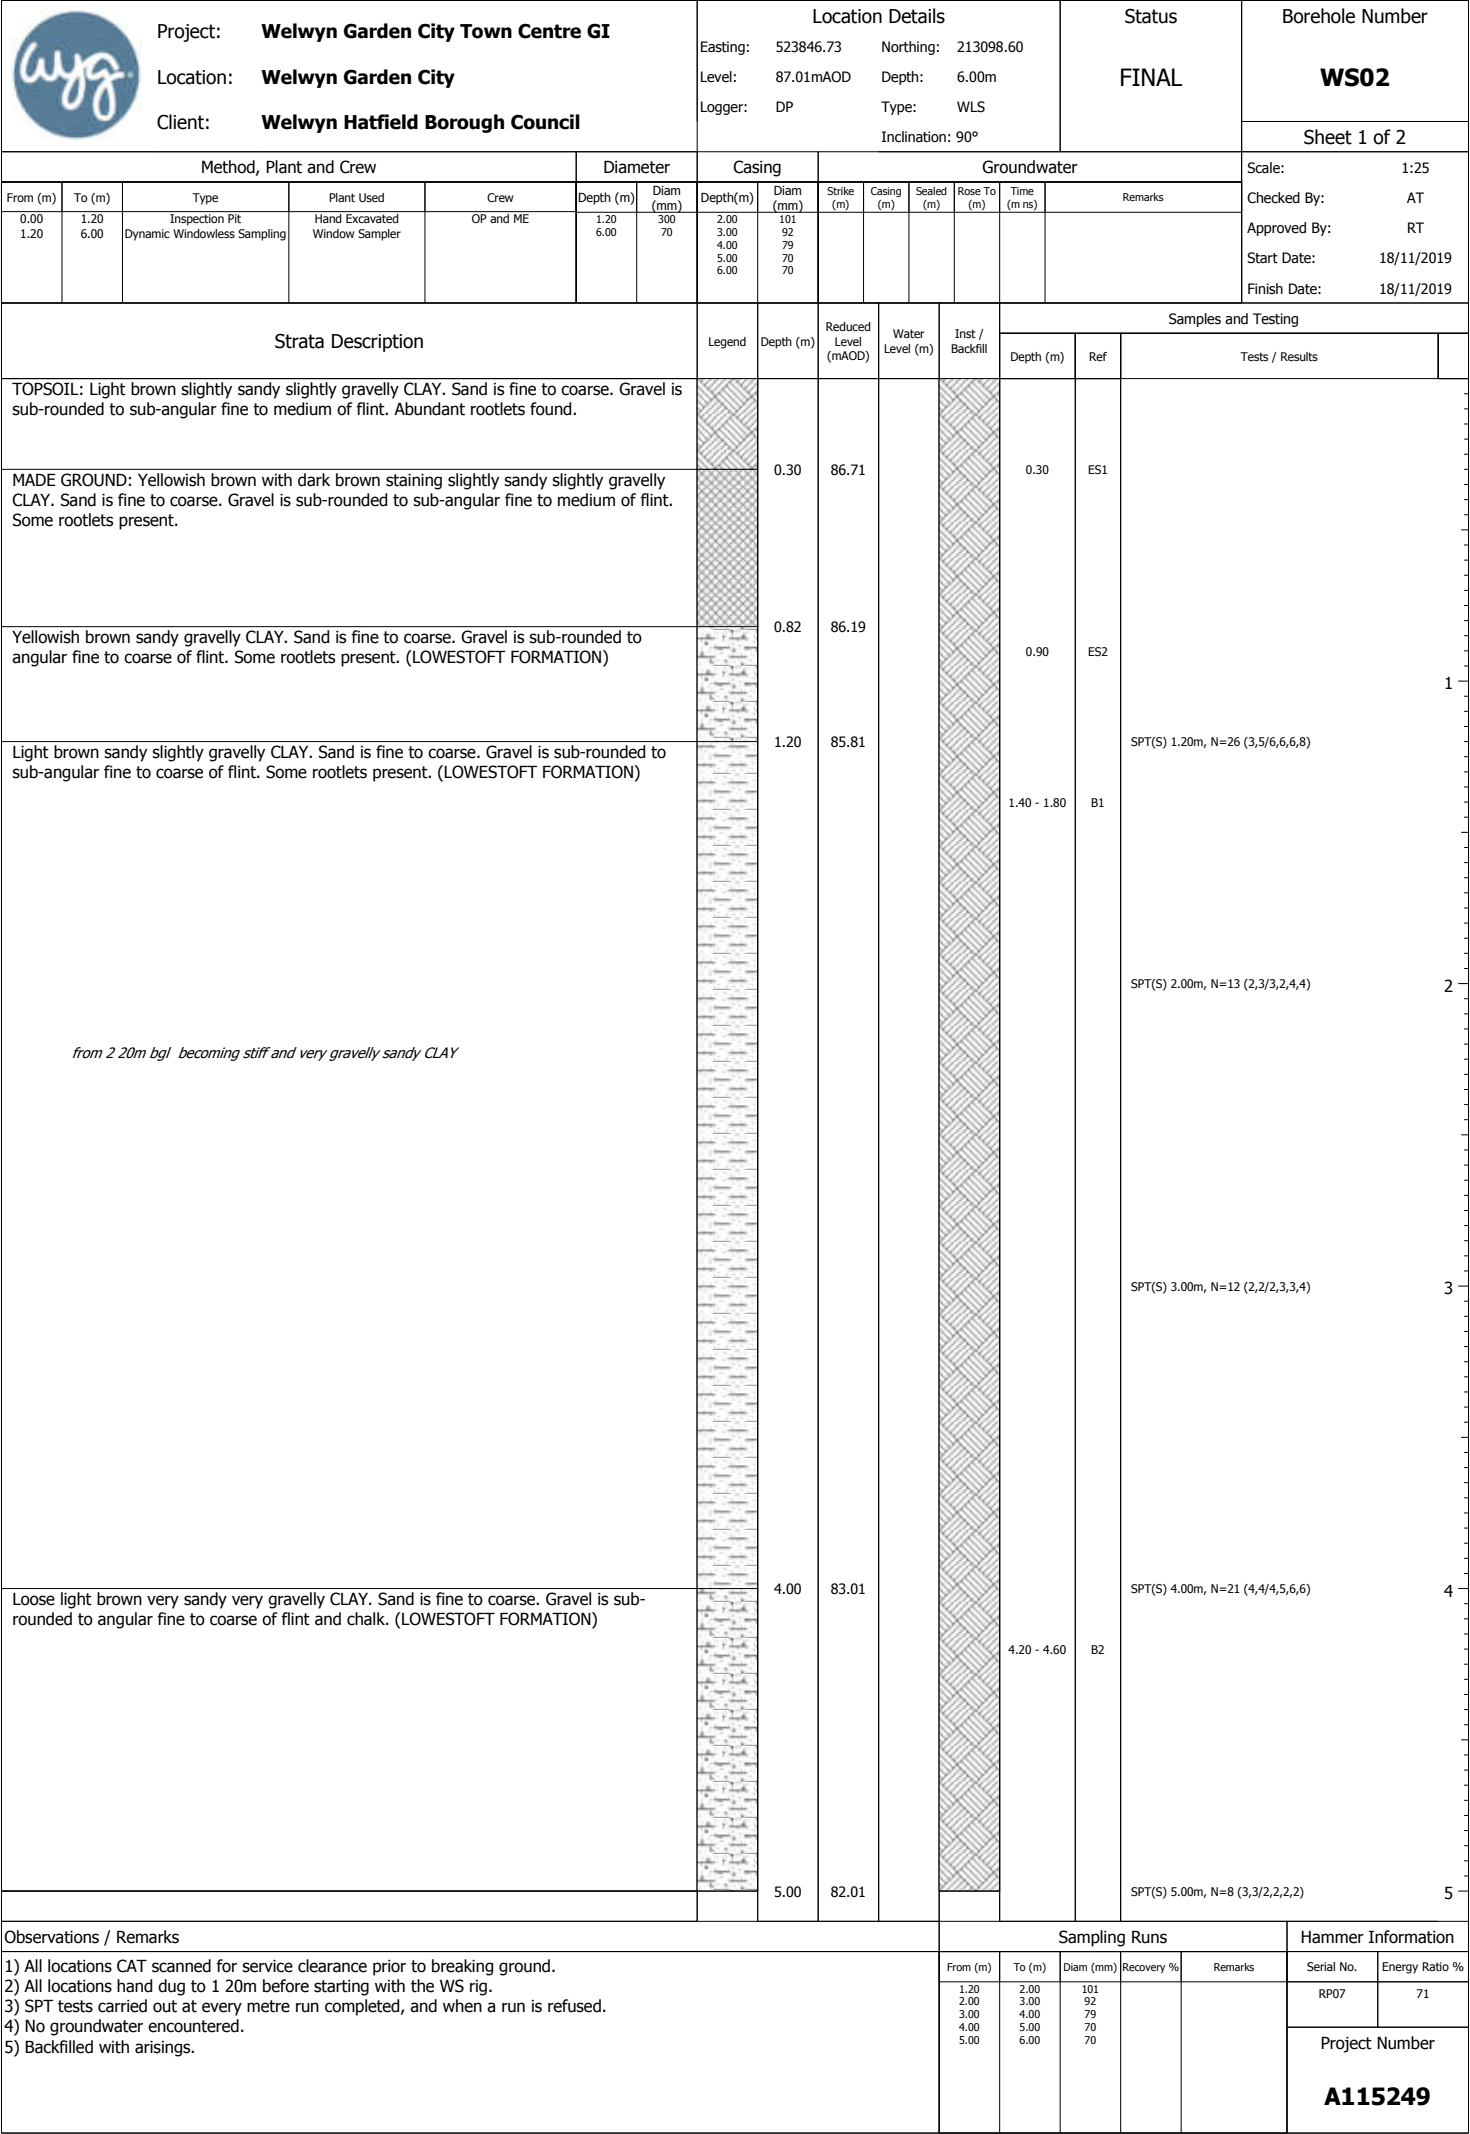 wyg
Project: Welwyn Garden City Town Centre GI
Location: Welwyn Garden City
Client: Welwyn Hatfield Borough Council
Location Details
Easting: 523846.73 Northing: 213098.60
Level: 87.01mAOD Depth: 6.00m
Logger: DP Type: WLS
Inclination: 90°
Status
FINAL
Borehole Number
WS02
Sheet 1 of 2
Method, Plant and Crew Diameter Casing Groundwater
From (m) To (m) Type Plant Used Crew Depth (m) Diam (mm) Depth(m) Diam (mm) Strike (m) Casing (m) Sealed (m) Rose To (m) Time (m ns) Remarks
0.00 1.20 Inspection Pit Hand Excavated OP and ME 1.20 300 2.00 101
1.20 6.00 Dynamic Windowless Sampling Window Sampler 6.00 70 3.00 92
4.00 79
5.00 70
6.00 70
Scale: 1:25
Checked By: AT
Approved By: RT
Start Date: 18/11/2019
Finish Date: 18/11/2019
Strata Description Legend Depth (m) Reduced Level (mAOD) Water Level (m) Inst / Backfill Samples and Testing
Depth (m) Ref Tests / Results
TOPSOIL: Light brown slightly sandy slightly gravelly CLAY. Sand is fine to coarse. Gravel is
sub-rounded to sub-angular fine to medium of flint. Abundant rootlets found.
0.30 86.71 0.30 ES1
MADE GROUND: Yellowish brown with dark brown staining slightly sandy slightly gravelly
CLAY. Sand is fine to coarse. Gravel is sub-rounded to sub-angular fine to medium of flint.
Some rootlets present.
0.82 86.19
Yellowish brown sandy gravelly CLAY. Sand is fine to coarse. Gravel is sub-rounded to
angular fine to coarse of flint. Some rootlets present. (LOWESTOFT FORMATION)
0.90 ES2
1
1.20 85.81 SPT(S) 1.20m, N=26 (3,5/6,6,6,8)
Light brown sandy slightly gravelly CLAY. Sand is fine to coarse. Gravel is sub-rounded to
sub-angular fine to coarse of flint. Some rootlets present. (LOWESTOFT FORMATION)
1.40 - 1.80 B1
SPT(S) 2.00m, N=13 (2,3/3,2,4,4) 2
from 2 20m bgl becoming stiff and very gravelly sandy CLAY
SPT(S) 3.00m, N=12 (2,2/2,3,3,4) 3
4.00 83.01 SPT(S) 4.00m, N=21 (4,4/4,5,6,6) 4
Loose light brown very sandy very gravelly CLAY. Sand is fine to coarse. Gravel is sub-
rounded to angular fine to coarse of flint and chalk. (LOWESTOFT FORMATION)
4.20 - 4.60 B2
5.00 82.01 SPT(S) 5.00m, N=8 (3,3/2,2,2,2) 5
Observations / Remarks
1) All locations CAT scanned for service clearance prior to breaking ground.
2) All locations hand dug to 1 20m before starting with the WS rig.
3) SPT tests carried out at every metre run completed, and when a run is refused.
4) No groundwater encountered.
5) Backfilled with arisings.
Sampling Runs
From (m) To (m) Diam (mm) Recovery % Remarks
1.20 2.00 101
2.00 3.00 92
3.00 4.00 79
4.00 5.00 70
5.00 6.00 70
Hammer Information
Serial No. Energy Ratio %
RP07 71
Project Number
A115249